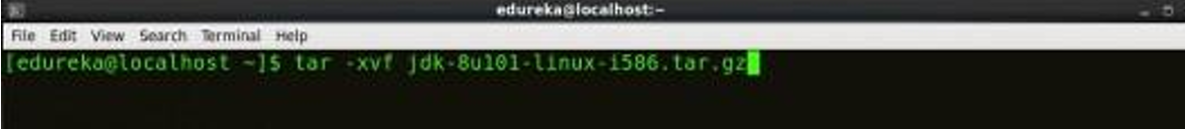 edureka@localhost:~
File Edit View Search Terminal Help
[edureka@localhost ~]$ tar -xvf jdk-8u101-linux-i586.tar.gz